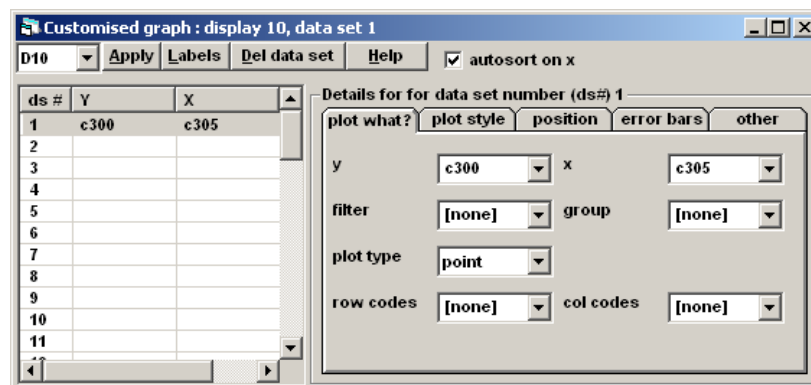 Customised graph : display 10, data set 1
D10 Apply Labels Del data set Help autosort on x
ds # Y X
1 c300 c305
2
3
4
5
6
7
8
9
10
11
Details for for data set number (ds#) 1
plot what? plot style position error bars other
y c300 x c305
filter [none] group [none]
plot type point
row codes [none] col codes [none]